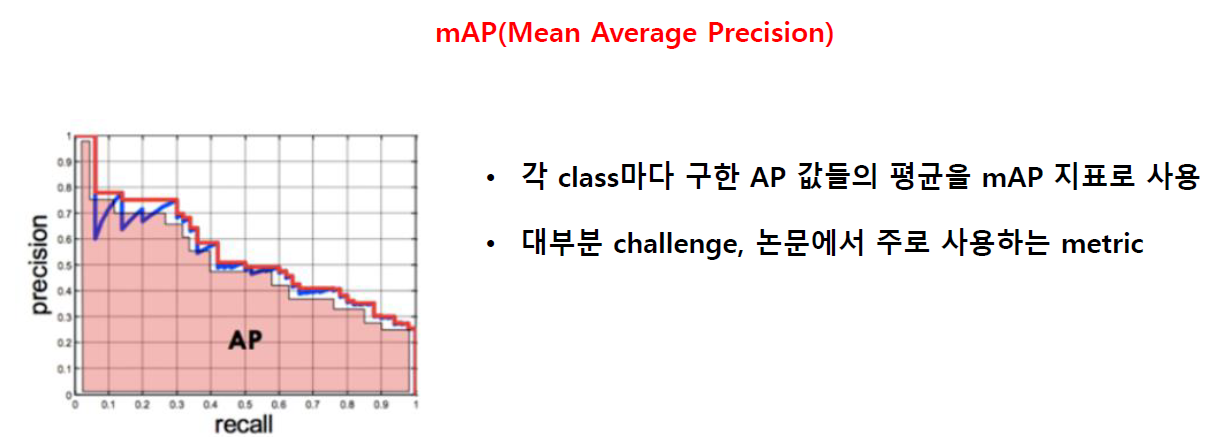 mAP(Mean Average Precision)
• 각 class마다 구한 AP 값들의 평균을 mAP 지표로 사용
• 대부분 challenge, 논문에서 주로 사용하는 metric
precision
1
0.9
0.8
0.7
0.6
0.5
0.4
0.3
0.2
0.1
0
AP
0 0.1 0.2 0.3 0.4 0.5 0.6 0.7 0.8 0.9 1
recall